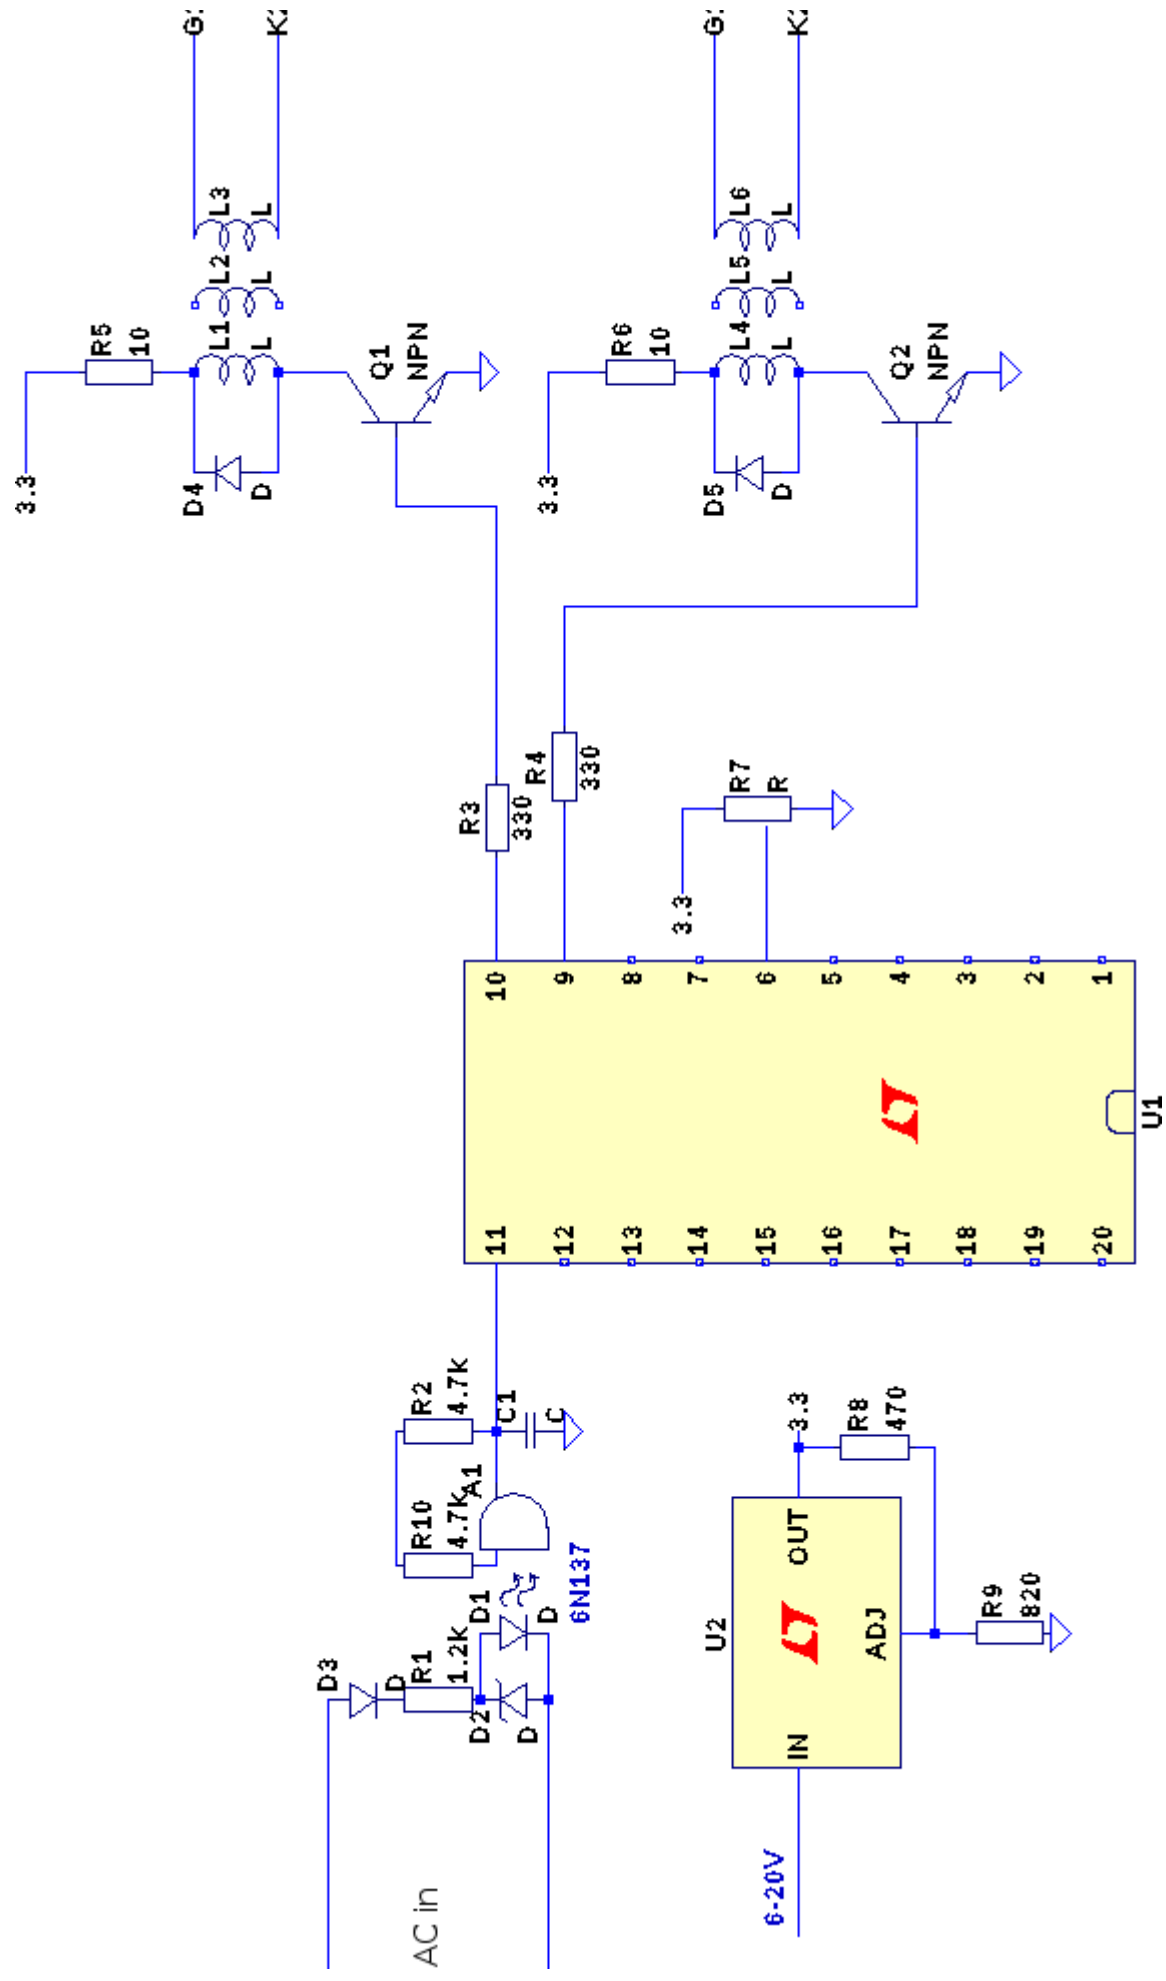 AC in
D3
D
R1
1.2K
D2
D
D1
D
6N137
R10
4.7K
A1
R2
4.7K
C1
C
11
12
13
14
15
16
17
18
19
20
10
9
8
7
6
5
4
3
2
1
U1
R3
330
R4
330
3.3
R7
R
3.3
R5
10
D4
D
L1
L
L2
L
L3
L
Q1
NPN
3.3
R6
10
D5
D
L4
L
L5
L
L6
L
Q2
NPN
6-20V
U2
IN
OUT
ADJ
3.3
R8
470
R9
820